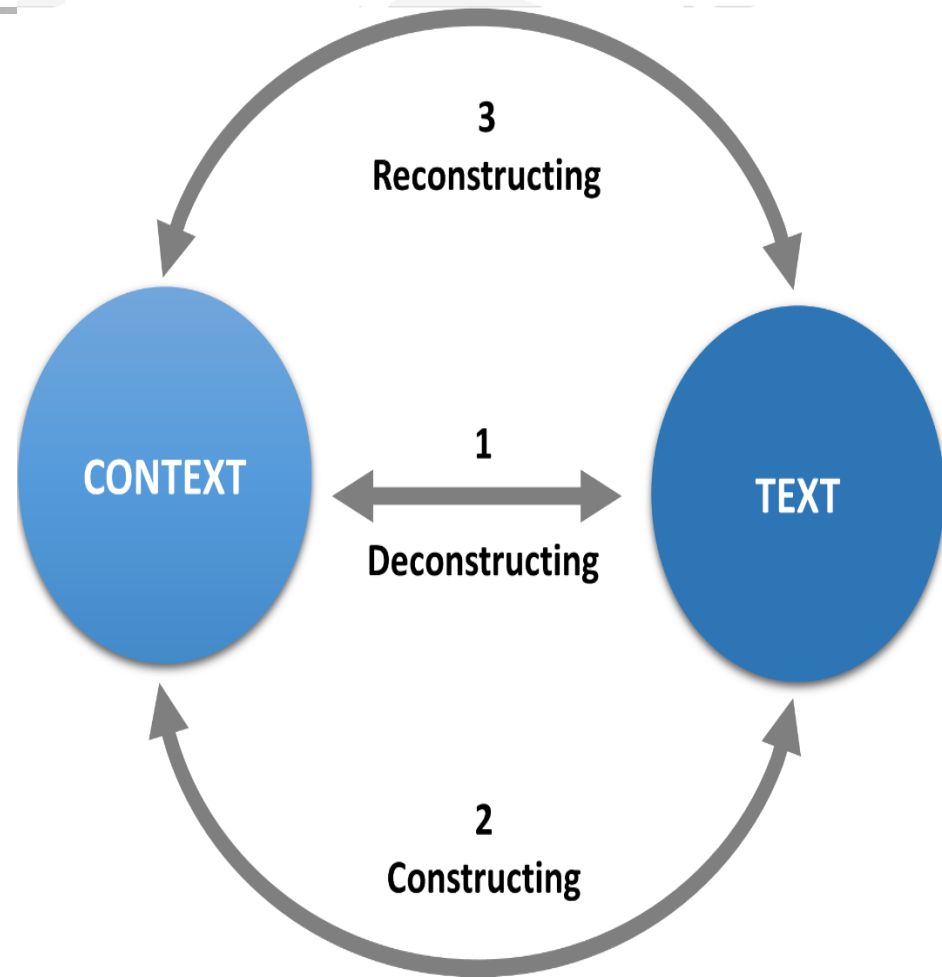 3
Reconstructing
CONTEXT
1
Deconstructing
TEXT
2
Constructing